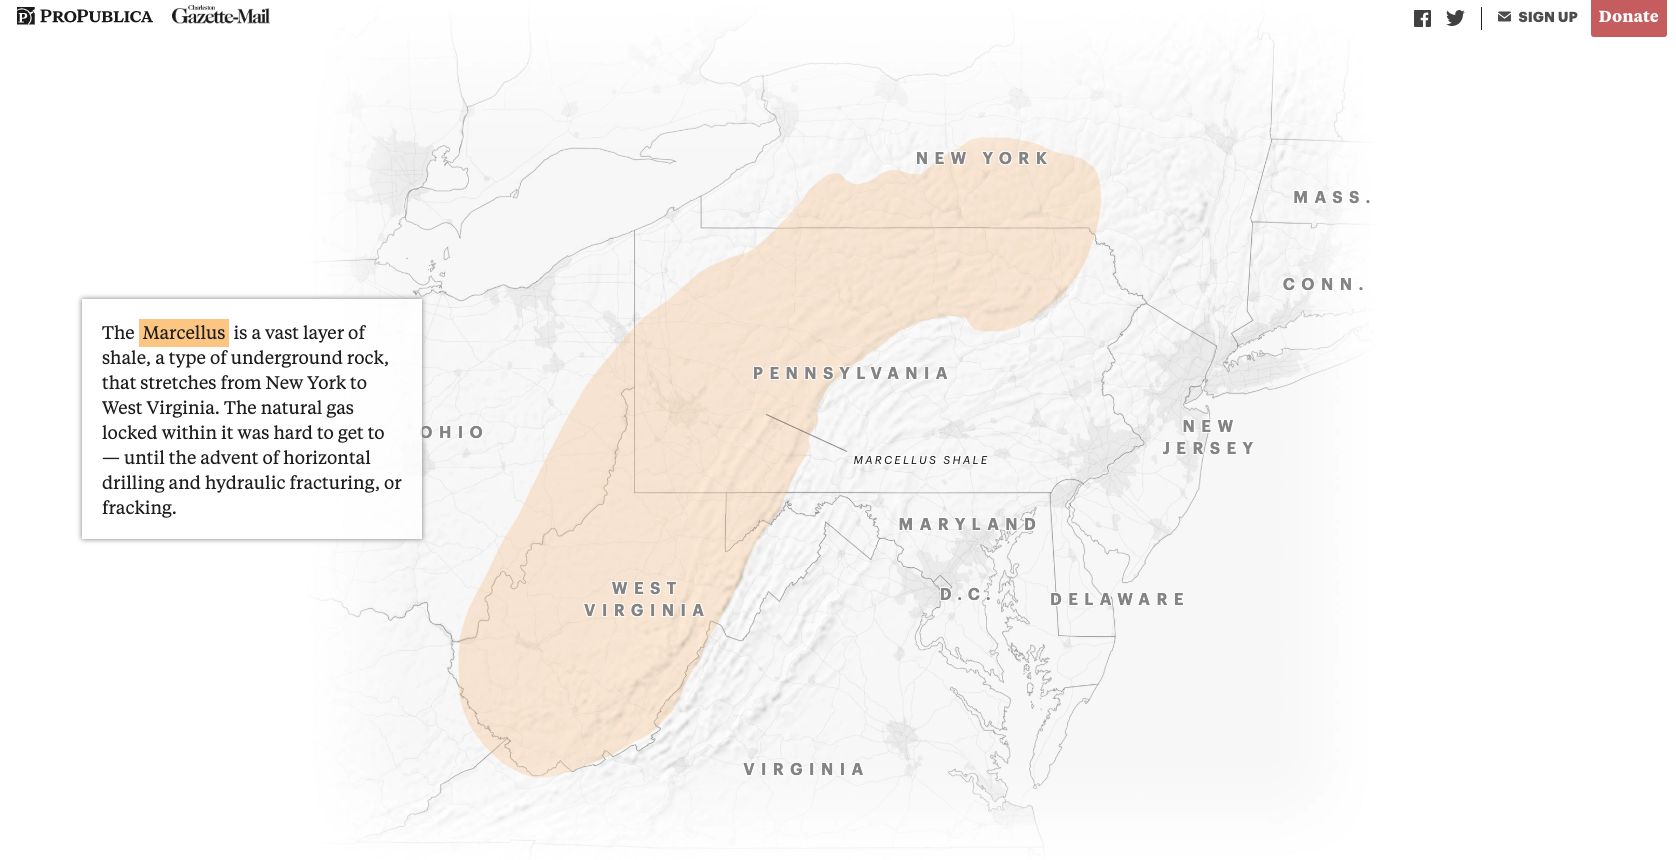 PROPUBLICA
Charleston
Gazette-Mail
SIGN UP
Donate
NEW YORK
MASS.
CONN.
The Marcellus is a vast layer of
shale, a type of underground rock,
that stretches from New York to
West Virginia. The natural gas
locked within it was hard to get to
— until the advent of horizontal
drilling and hydraulic fracturing, or
fracking.
PENNSYLVANIA
OHIO
NEW
JERSEY
MARCELLUS SHALE
MARYLAND
WEST
VIRGINIA
D.C.
DELAWARE
VIRGINIA